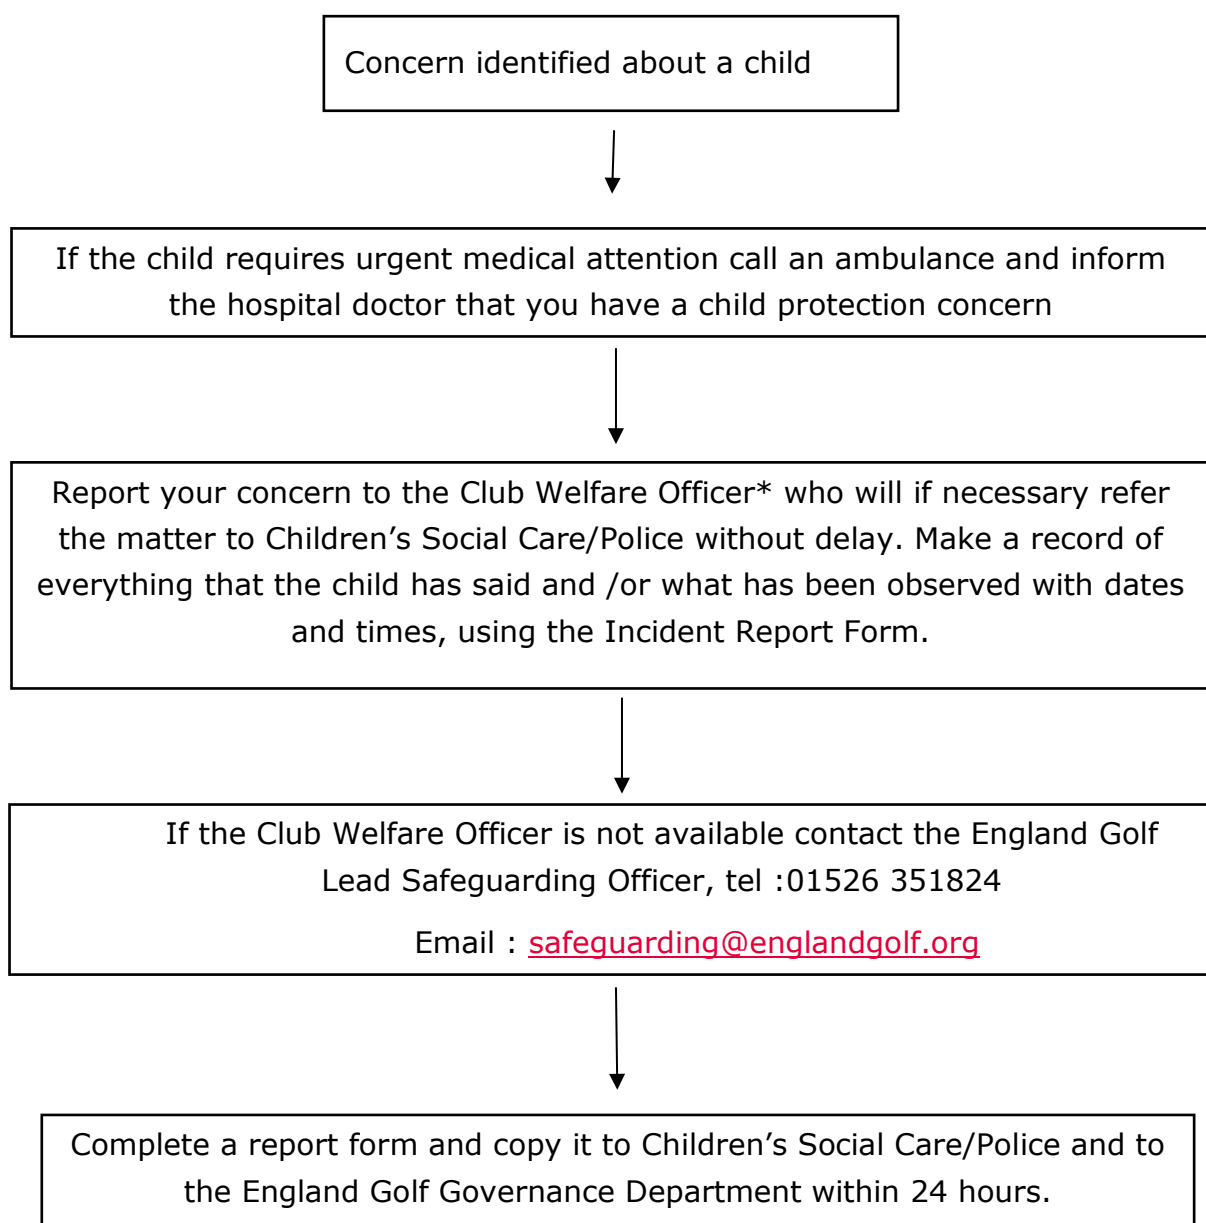 Concern identified about a child
If the child requires urgent medical attention call an ambulance and inform
the hospital doctor that you have a child protection concern
Report your concern to the Club Welfare Officer* who will if necessary refer
the matter to Children’s Social Care/Police without delay. Make a record of
everything that the child has said and /or what has been observed with dates
and times, using the Incident Report Form.
If the Club Welfare Officer is not available contact the England Golf
Lead Safeguarding Officer, tel :01526 351824
Email : safeguarding@englandgolf.org
Complete a report form and copy it to Children’s Social Care/Police and to
the England Golf Governance Department within 24 hours.